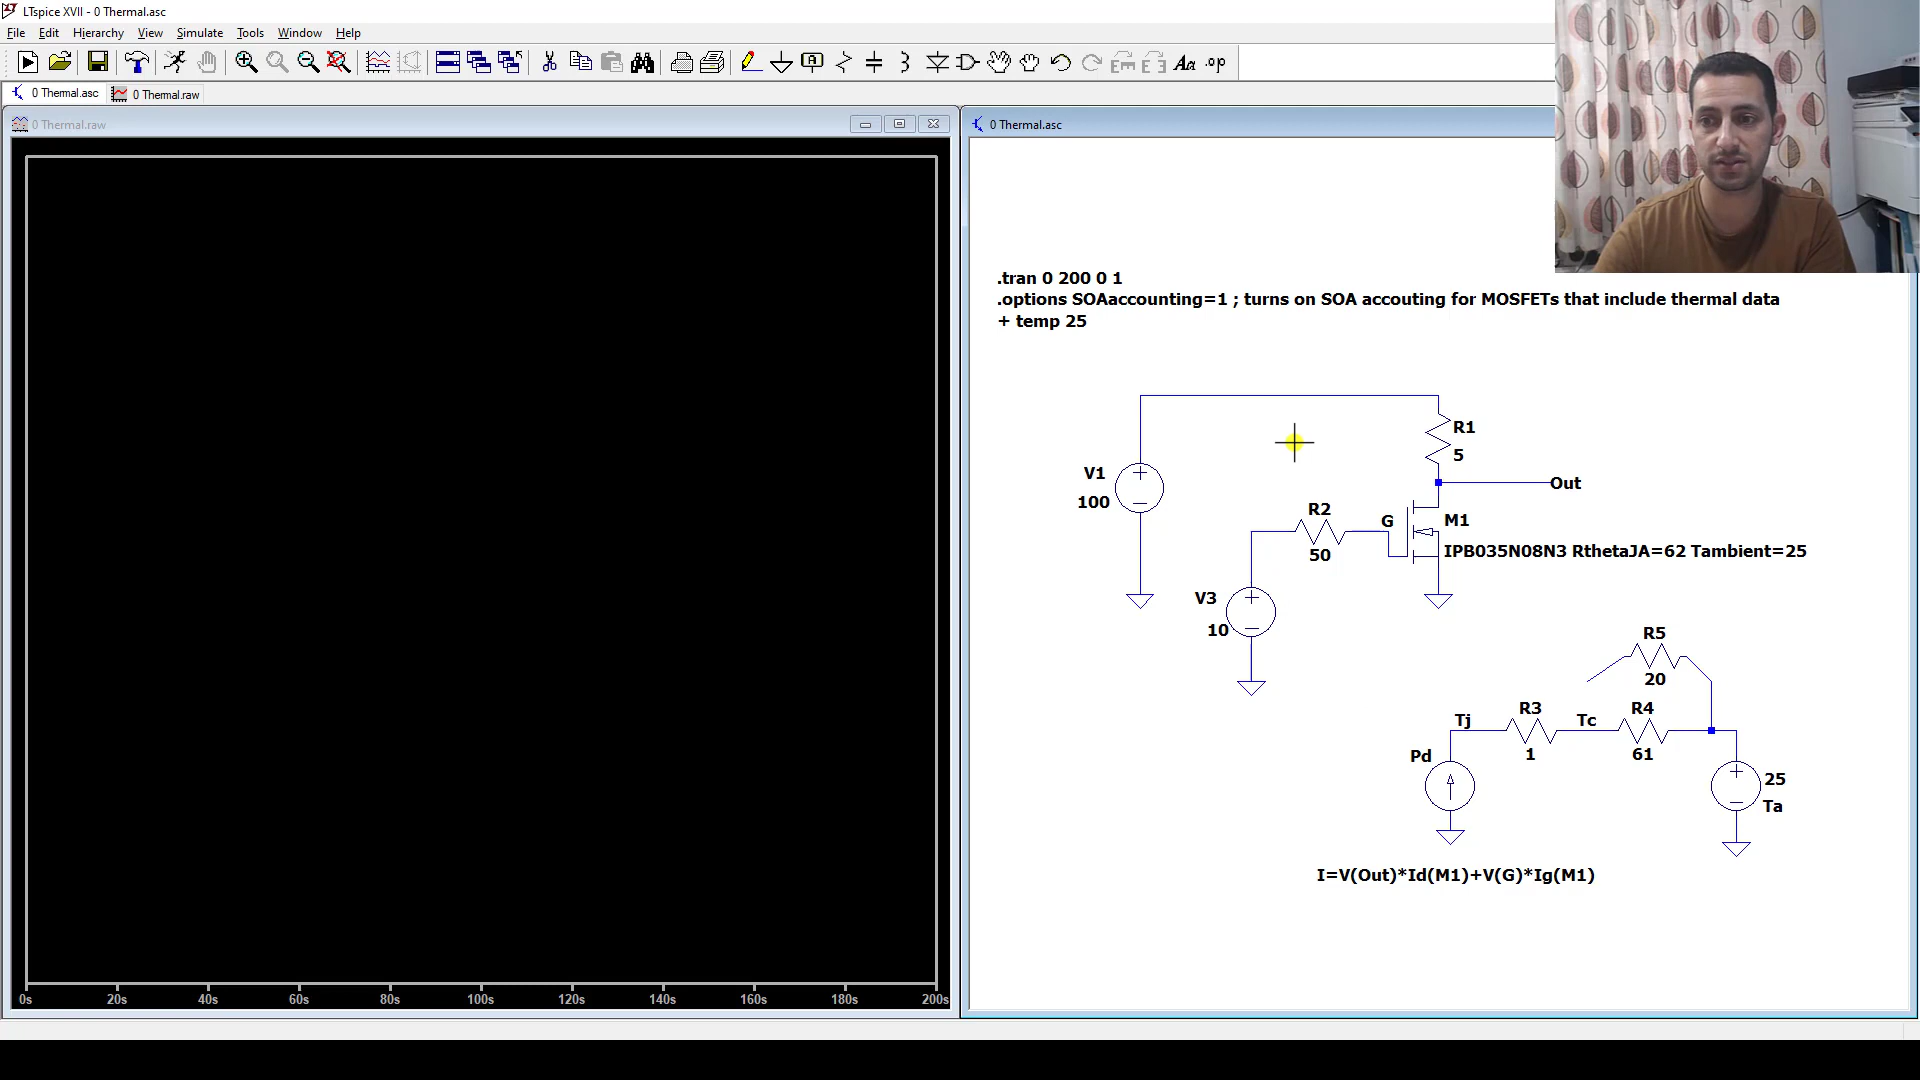 LTspice XVII - 0 Thermal.asc
File Edit Hierarchy View Simulate Tools Window Help
0 Thermal.asc 0 Thermal.raw
0 Thermal.raw
0 Thermal.asc
.tran 0 200 0 1
.options SOAaccounting=1 ; turns on SOA accouting for MOSFETs that include thermal data
+ temp 25
R1
5
V1
100
Out
R2
50
G
M1
IPB035N08N3 RthetaJA=62 Tambient=25
V3
10
R5
20
Tj
R3
1
Tc
R4
61
Pd
25
Ta
I=V(Out)*Id(M1)+V(G)*Ig(M1)
0s 20s 40s 60s 80s 100s 120s 140s 160s 180s 200s